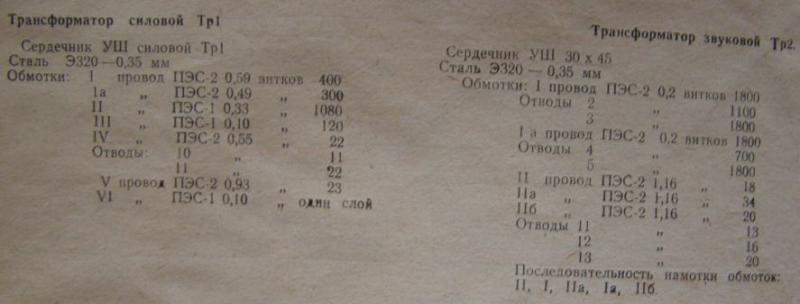 Трансформатор силовой Тр1
Сердечник УШ силовой Тр1
Сталь Э320—0,35 мм
Обмотки: I провод ПЭС-2 0,59 витков 400
Iа „ ПЭС-2 0,49 „ 300
II „ ПЭС-1 0,33 „ 1080
III „ ПЭС-1 0,10 „ 120
IV „ ПЭС-2 0,55 „ 22
Отводы: 10 „ 11
11 „ 22
V провод ПЭС-2 0,93 „ 23
VI „ ПЭС-1 0,10 „ один слой
Трансформатор звуковой Тр2.
Сердечник УШ 30 х 45
Сталь Э320 — 0,35 мм
Обмотки: I провод ПЭС-2 0,2 витков 1800
Отводы 2 „ 1100
3 „ 1800
I а провод ПЭС-2 0,2 витков 1800
Отводы 4 „ 700
5 „ 1800
II провод ПЭС-2 1,16 „ 18
IIа „ ПЭС-2 1,16 „ 34
IIб „ ПЭС-2 1,16 „ 20
Отводы 11 „ 13
12 „ 16
13 „ 20
Последовательность намотки обмоток:
II, I, IIа, Iа, IIб